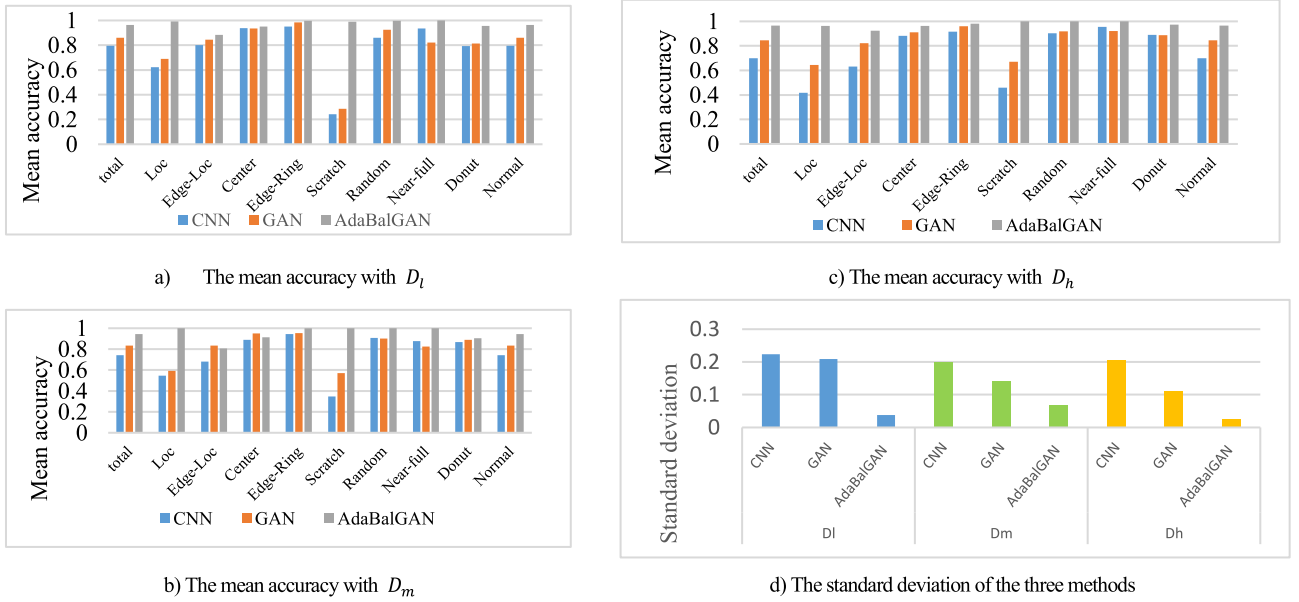 Mean accuracy
1
0.8
0.6
0.4
0.2
0
total Loc Edge-Loc Center Edge-Ring Scratch Random Near-full Donut Normal
CNN GAN AdaBalGAN
a) The mean accuracy with D_l
Mean accuracy
1
0.8
0.6
0.4
0.2
0
total Loc Edge-Loc Center Edge-Ring Scratch Random Near-full Donut Normal
CNN GAN AdaBalGAN
b) The mean accuracy with D_m
Mean accuracy
1
0.8
0.6
0.4
0.2
0
total Loc Edge-Loc Center Edge-Ring Scratch Random Near-full Donut Normal
CNN GAN AdaBalGAN
c) The mean accuracy with D_h
Standard deviation
0.3
0.2
0.1
0
CNN GAN AdaBalGAN CNN GAN AdaBalGAN CNN GAN AdaBalGAN
Dl Dm Dh
d) The standard deviation of the three methods